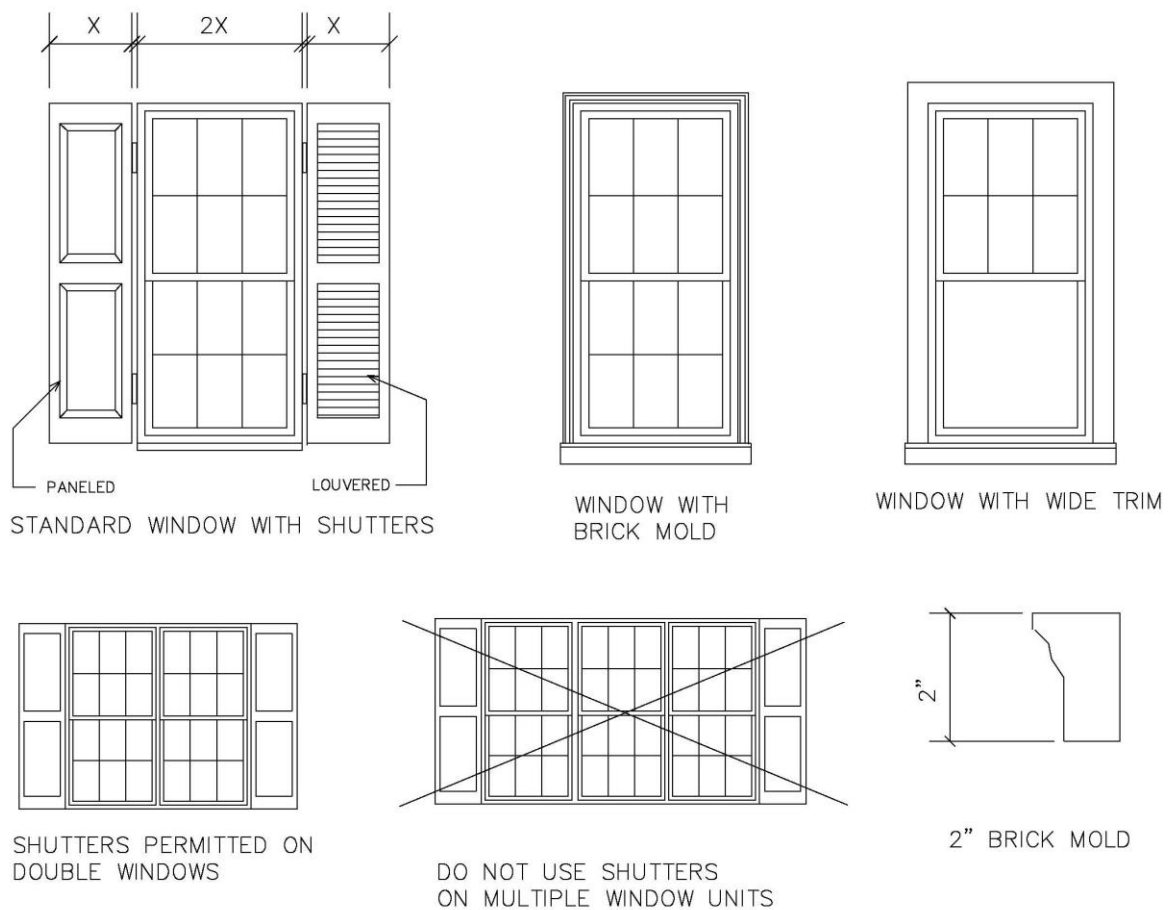 X 2X X
PANELED
LOUVERED
STANDARD WINDOW WITH SHUTTERS
WINDOW WITH
BRICK MOLD
WINDOW WITH WIDE TRIM
SHUTTERS PERMITTED ON
DOUBLE WINDOWS
DO NOT USE SHUTTERS
ON MULTIPLE WINDOW UNITS
2"
2" BRICK MOLD